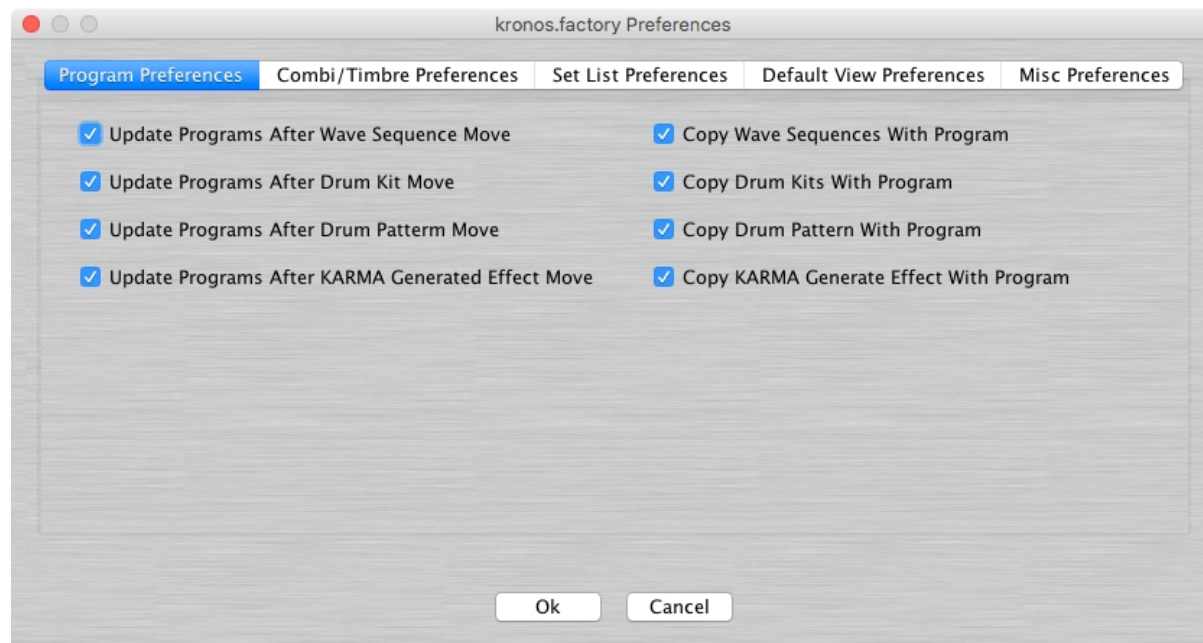 kronos.factory Preferences
Program Preferences Combi/Timbre Preferences Set List Preferences Default View Preferences Misc Preferences
Update Programs After Wave Sequence Move Copy Wave Sequences With Program
Update Programs After Drum Kit Move Copy Drum Kits With Program
Update Programs After Drum Patterm Move Copy Drum Pattern With Program
Update Programs After KARMA Generated Effect Move Copy KARMA Generate Effect With Program
Ok Cancel